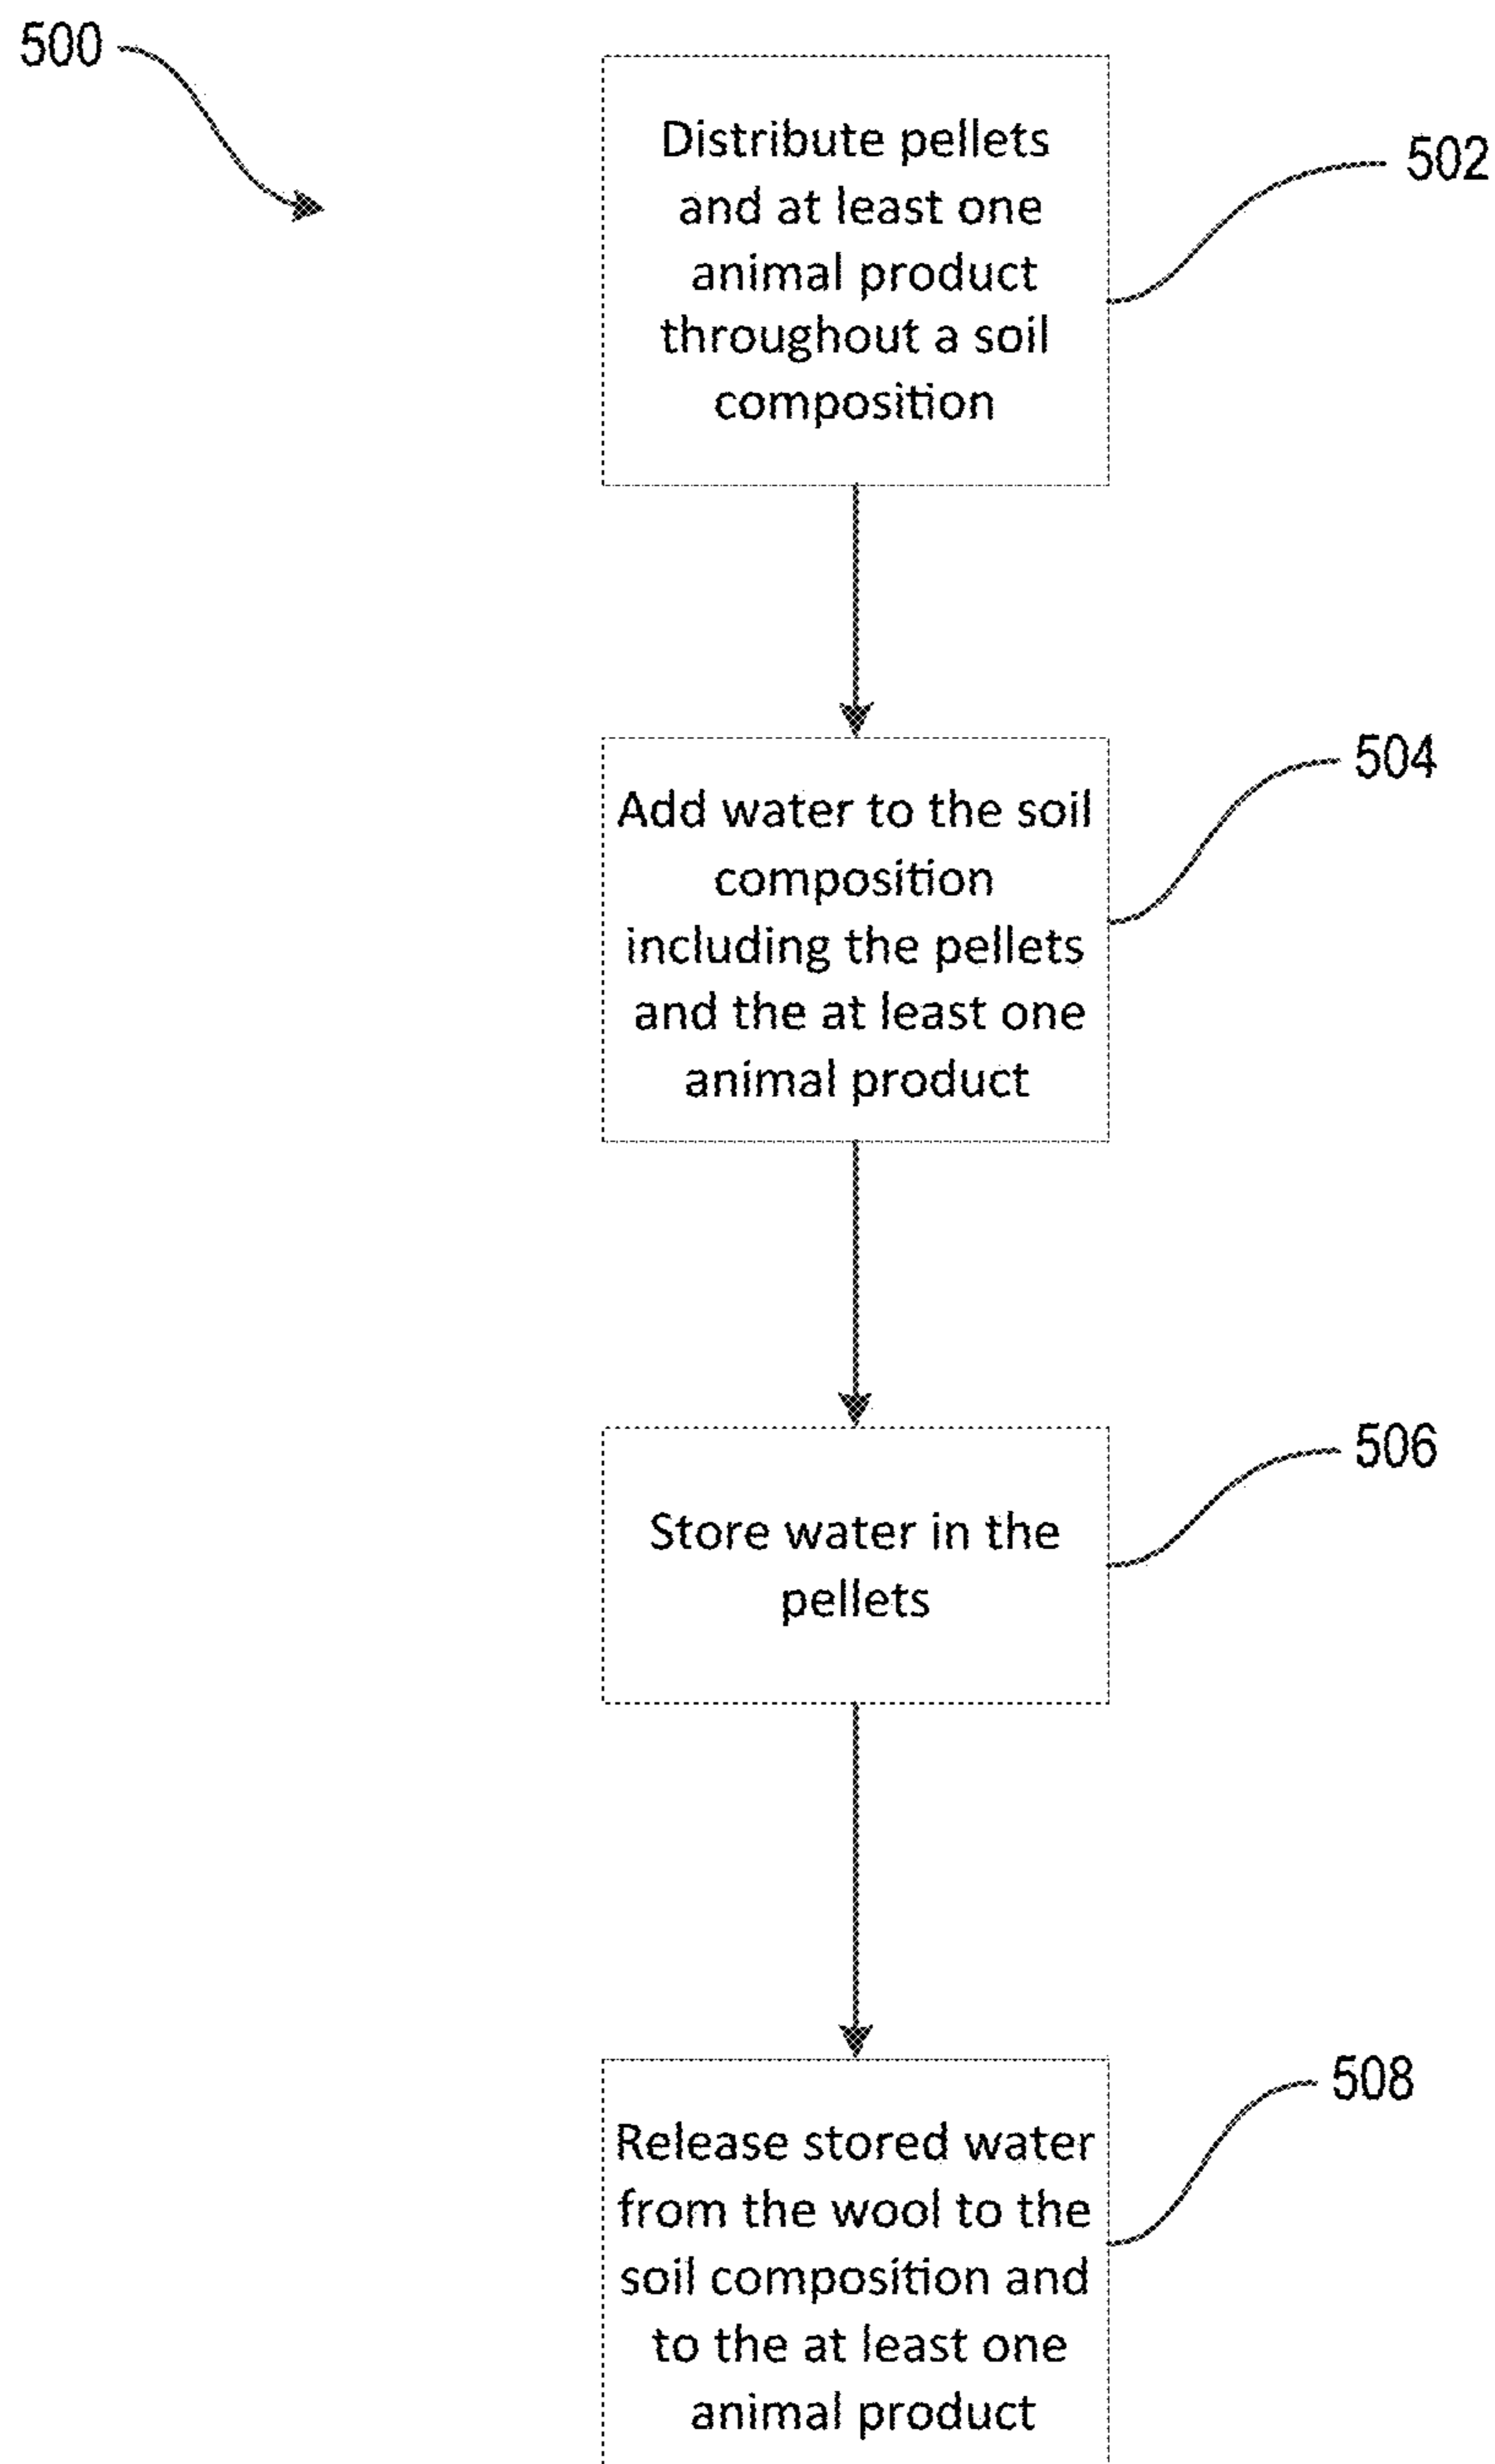 500
Distribute pellets
and at least one
animal product
throughout a soil
composition
502
Add water to the soil
composition
including the pellets
and the at least one
animal product
504
Store water in the
pellets
506
Release stored water
from the wool to the
soil composition and
to the at least one
animal product
508